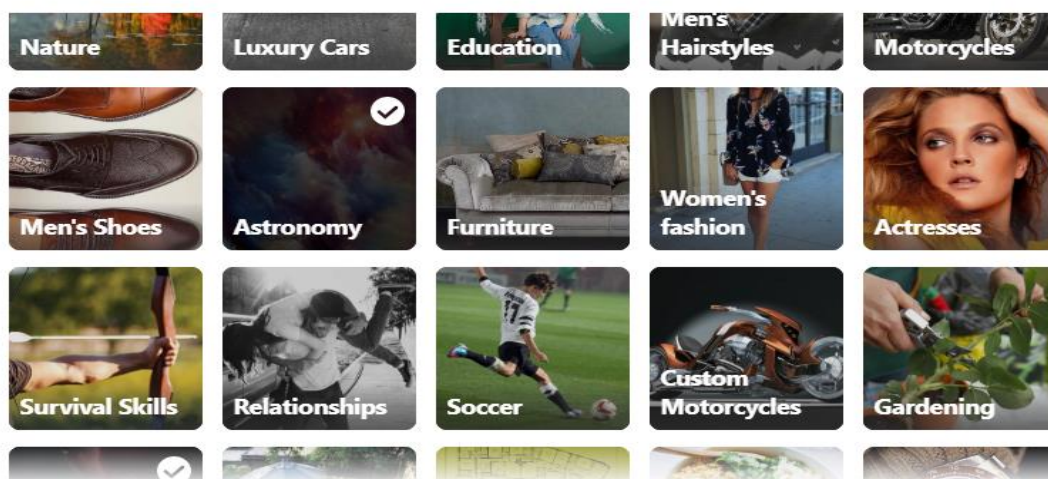 Nature
Luxury Cars
Education
Men's
Hairstyles
Motorcycles
Men's Shoes
Astronomy
Furniture
Women's
fashion
Actresses
Survival Skills
Relationships
17
Soccer
Custom
Motorcycles
Gardening